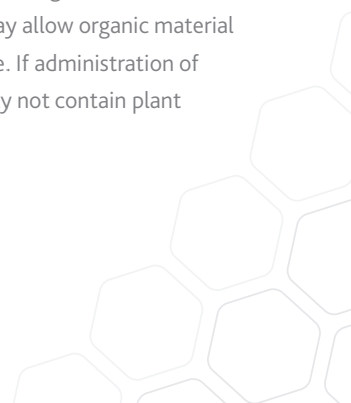 ay allow organic material
e. If administration of
y not contain plant